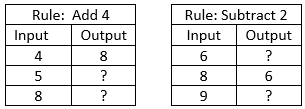 Rule: Add 4
Input Output
4 8
5 ?
8 ?
Rule: Subtract 2
Input Output
6 ?
8 6
9 ?